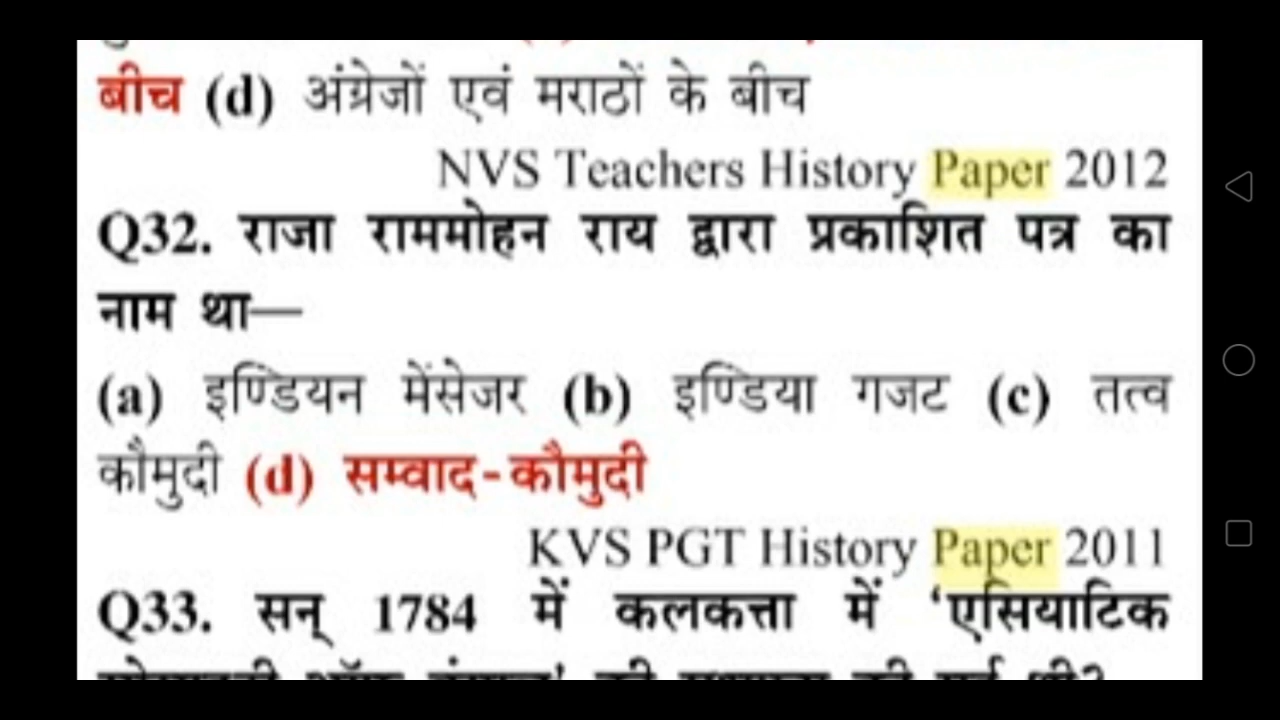 बीच (d) अंग्रेजों एवं मराठों के बीच
NVS Teachers History Paper 2012
Q32. राजा राममोहन राय द्वारा प्रकाशित पत्र का
नाम था—
(a) इण्डियन मेंसेजर (b) इण्डिया गजट (c) तत्व
कौमुदी (d) सम्वाद-कौमुदी
KVS PGT History Paper 2011
Q33. सन् 1784 में कलकत्ता में ‘एसियाटिक